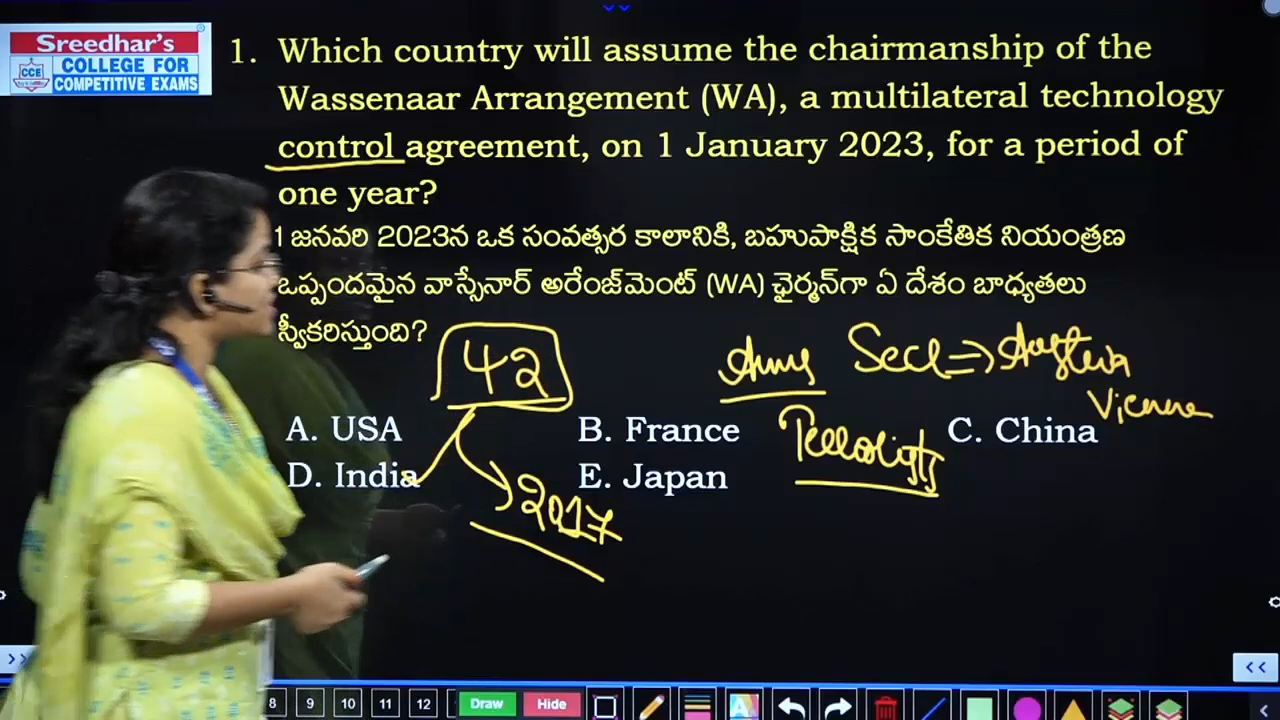 Sreedhar's
CCE
COLLEGE FOR
COMPETITIVE EXAMS
1. Which country will assume the chairmanship of the
Wassenaar Arrangement (WA), a multilateral technology
control agreement, on 1 January 2023, for a period of
one year?
1 జనవరి 2023న ఒక సంవత్సర కాలానికి, బహుపాక్షిక సాంకేతిక నియంత్రణ
ఒప్పందమైన వాస్సేనార్ అరేంజ్‌మెంట్ (WA) ఛైర్మన్‌గా ఏ దేశం బాధ్యతలు
స్వీకరిస్తుంది?
42
Arms
Vienna
Terrorists
A. USA
B. France
C. China
D. India
E. Japan
2017
>>
<<
8 9 10 11 12 Draw Hide A
<